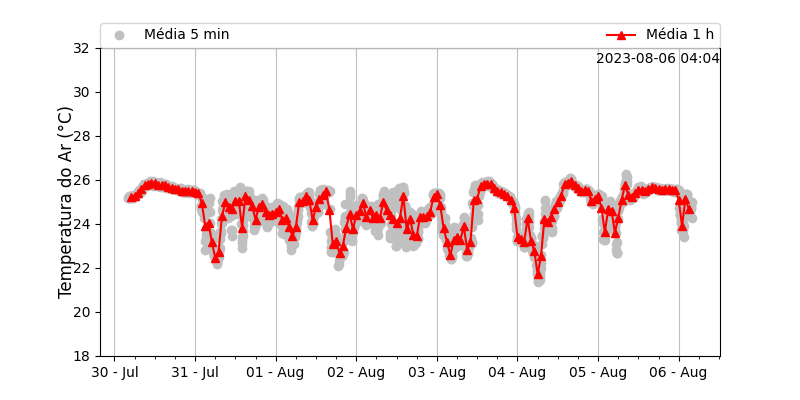 Média 5 min
Média 1 h
2023-08-06 04:04
Temperatura do Ar (°C)
32
30
28
26
24
22
20
18
30 - Jul
31 - Jul
01 - Aug
02 - Aug
03 - Aug
04 - Aug
05 - Aug
06 - Aug